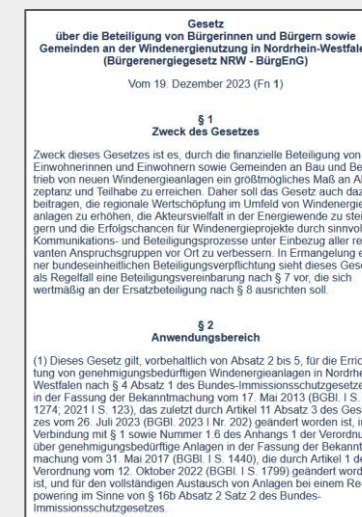 Gesetz
über die Beteiligung von Bürgerinnen und Bürgern sowie
Gemeinden an der Windenergienutzung in Nordrhein-Westfale
(Bürgerenergiegesetz NRW - BürgEnG)
Vom 19. Dezember 2023 (Fn 1)
§ 1
Zweck des Gesetzes
Zweck dieses Gesetzes ist es, durch die finanzielle Beteiligung von
Einwohnerinnen und Einwohnern sowie Gemeinden an Bau und Be
trieb von neuen Windenergieanlagen ein größtmögliches Maß an Ak
zeptanz und Teilhabe zu erreichen. Daher soll das Gesetz auch daz
beitragen, die regionale Wertschöpfung im Umfeld von Windenergie
anlagen zu erhöhen, die Akteursvielfalt in der Energiewende zu stei
gern und die Erfolgschancen für Windenergieprojekte durch sinnvol
Kommunikations- und Beteiligungsprozesse unter Einbezug aller re
vanten Anspruchsgruppen vor Ort zu verbessern. In Ermangelung e
ner bundeseinheitlichen Beteiligungsverpflichtung sieht dieses Gese
als Regelfall eine Beteiligungsvereinbarung nach § 7 vor, die sich
wertmäßig an der Ersatzbeteiligung nach § 8 ausrichten soll.
§ 2
Anwendungsbereich
(1) Dieses Gesetz gilt, vorbehaltlich von Absatz 2 bis 5, für die Erric
tung von genehmigungsbedürftigen Windenergieanlagen in Nordrhe
Westfalen nach § 4 Absatz 1 des Bundes-Immissionsschutzgesetze
in der Fassung der Bekanntmachung vom 17. Mai 2013 (BGBl. I S.
1274; 2021 I S. 123), das zuletzt durch Artikel 11 Absatz 3 des Ges
zes vom 26. Juli 2023 (BGBl. 2023 I Nr. 202) geändert worden ist, i
Verbindung mit § 1 sowie Nummer 1.6 des Anhangs 1 der Verordnu
über genehmigungsbedürftige Anlagen in der Fassung der Bekannt
machung vom 31. Mai 2017 (BGBl. I S. 1440), die durch Artikel 1 de
Verordnung vom 12. Oktober 2022 (BGBl. I S. 1799) geändert word
ist, und für den vollständigen Austausch von Anlagen bei einem Re
powering im Sinne von § 16b Absatz 2 Satz 2 des Bundes-
Immissionsschutzgesetzes.